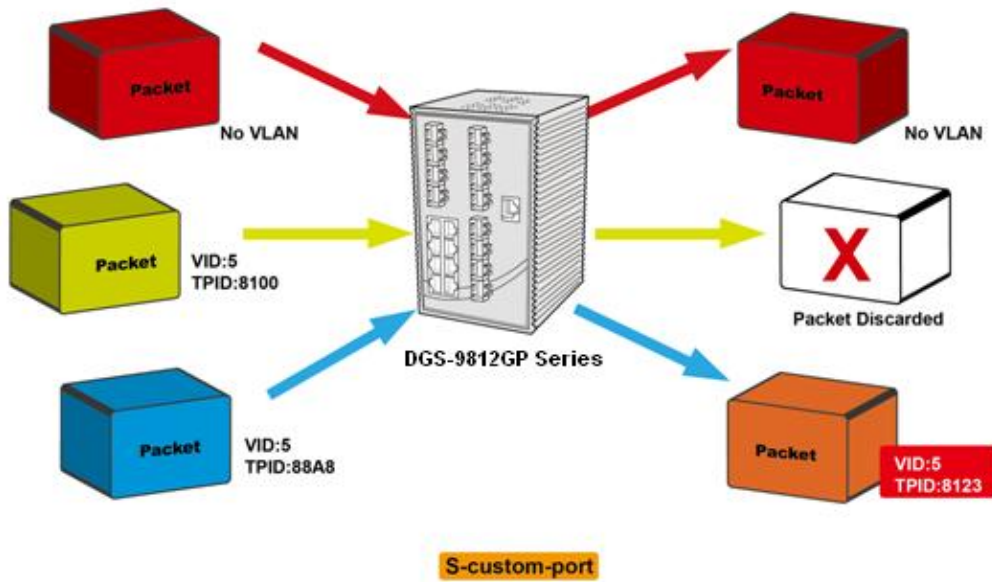 Packet
No VLAN
Packet
No VLAN
Packet
VID:5
TPID:8100
X
Packet Discarded
DGS-9812GP Series
Packet
VID:5
TPID:88A8
Packet
VID:5
TPID:8123
S-custom-port